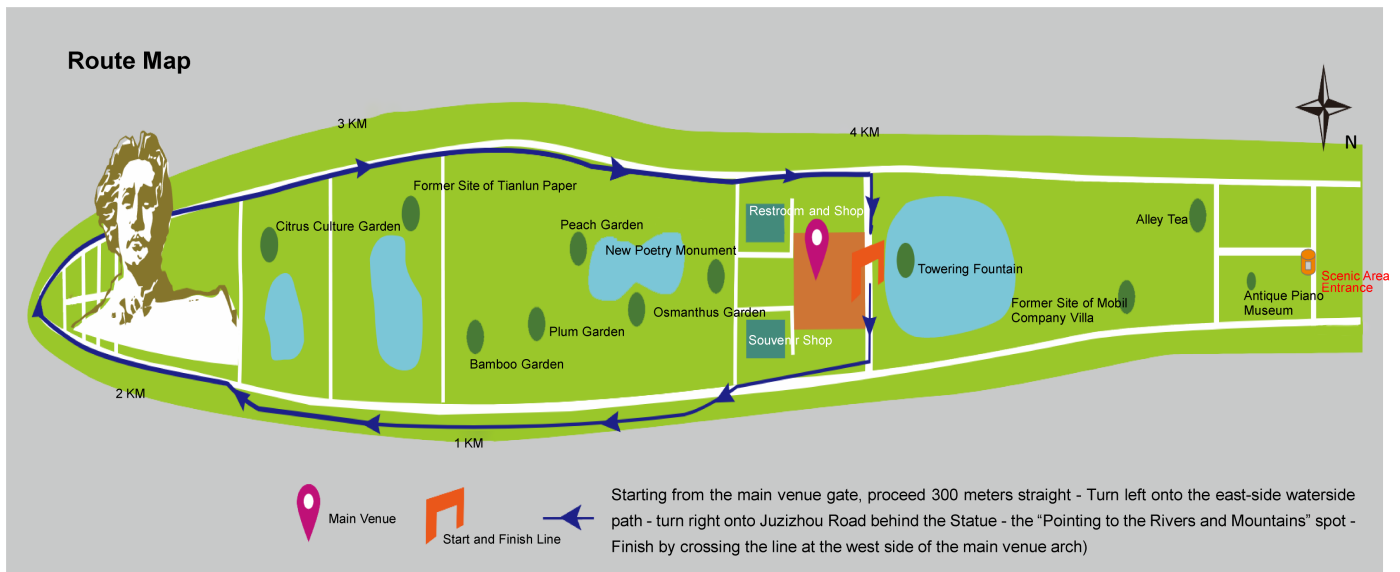 Route Map
3 KM
4 KM
N
Former Site of Tianlun Paper
Citrus Culture Garden
Peach Garden
New Poetry Monument
Restroom and Shop
Alley Tea
Towering Fountain
Scenic Area
Entrance
Former Site of Mobil
Company Villa
Antique Piano
Museum
Osmanthus Garden
Plum Garden
Bamboo Garden
Souvenir Shop
2 KM
1 KM
Main Venue
Start and Finish Line
Starting from the main venue gate, proceed 300 meters straight - Turn left onto the east-side waterside
path - turn right onto Juzizhou Road behind the Statue - the “Pointing to the Rivers and Mountains” spot -
Finish by crossing the line at the west side of the main venue arch)